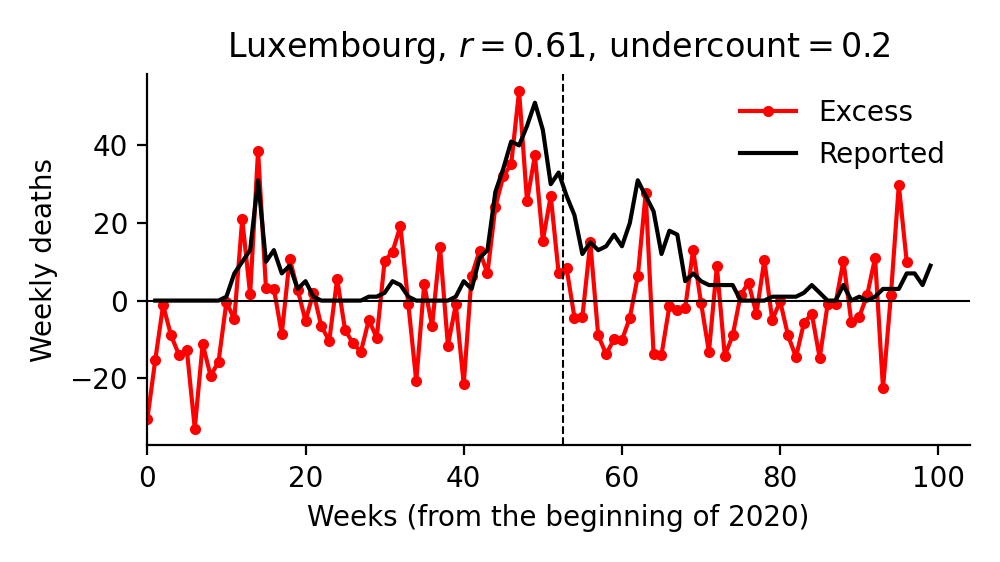 Luxembourg, r = 0.61, undercount = 0.2
Excess
Reported
Weekly deaths
40
20
0
−20
0 20 40 60 80 100
Weeks (from the beginning of 2020)